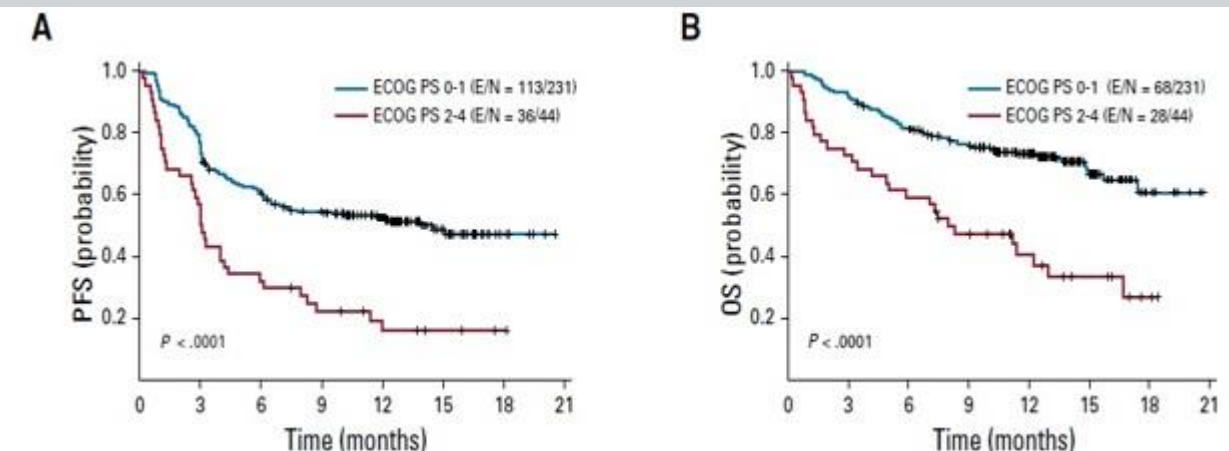 A
PFS (probability)
1.0
0.8
0.6
0.4
0.2
ECOG PS 0-1 (E/N = 113/231)
ECOG PS 2-4 (E/N = 36/44)
P < .0001
0 3 6 9 12 15 18 21
Time (months)
B
OS (probability)
1.0
0.8
0.6
0.4
0.2
ECOG PS 0-1 (E/N = 68/231)
ECOG PS 2-4 (E/N = 28/44)
P < .0001
0 3 6 9 12 15 18 21
Time (months)